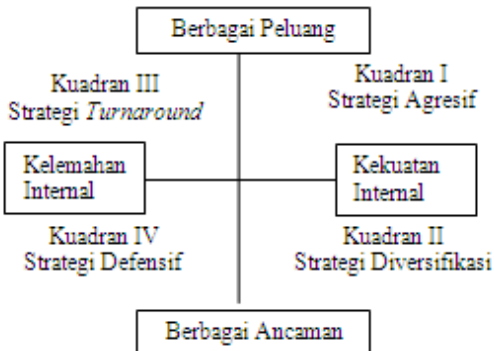 Berbagai Peluang
Kuadran III
Strategi Turnaround
Kuadran I
Strategi Agresif
Kelemahan
Internal
Kekuatan
Internal
Kuadran IV
Strategi Defensif
Kuadran II
Strategi Diversifikasi
Berbagai Ancaman